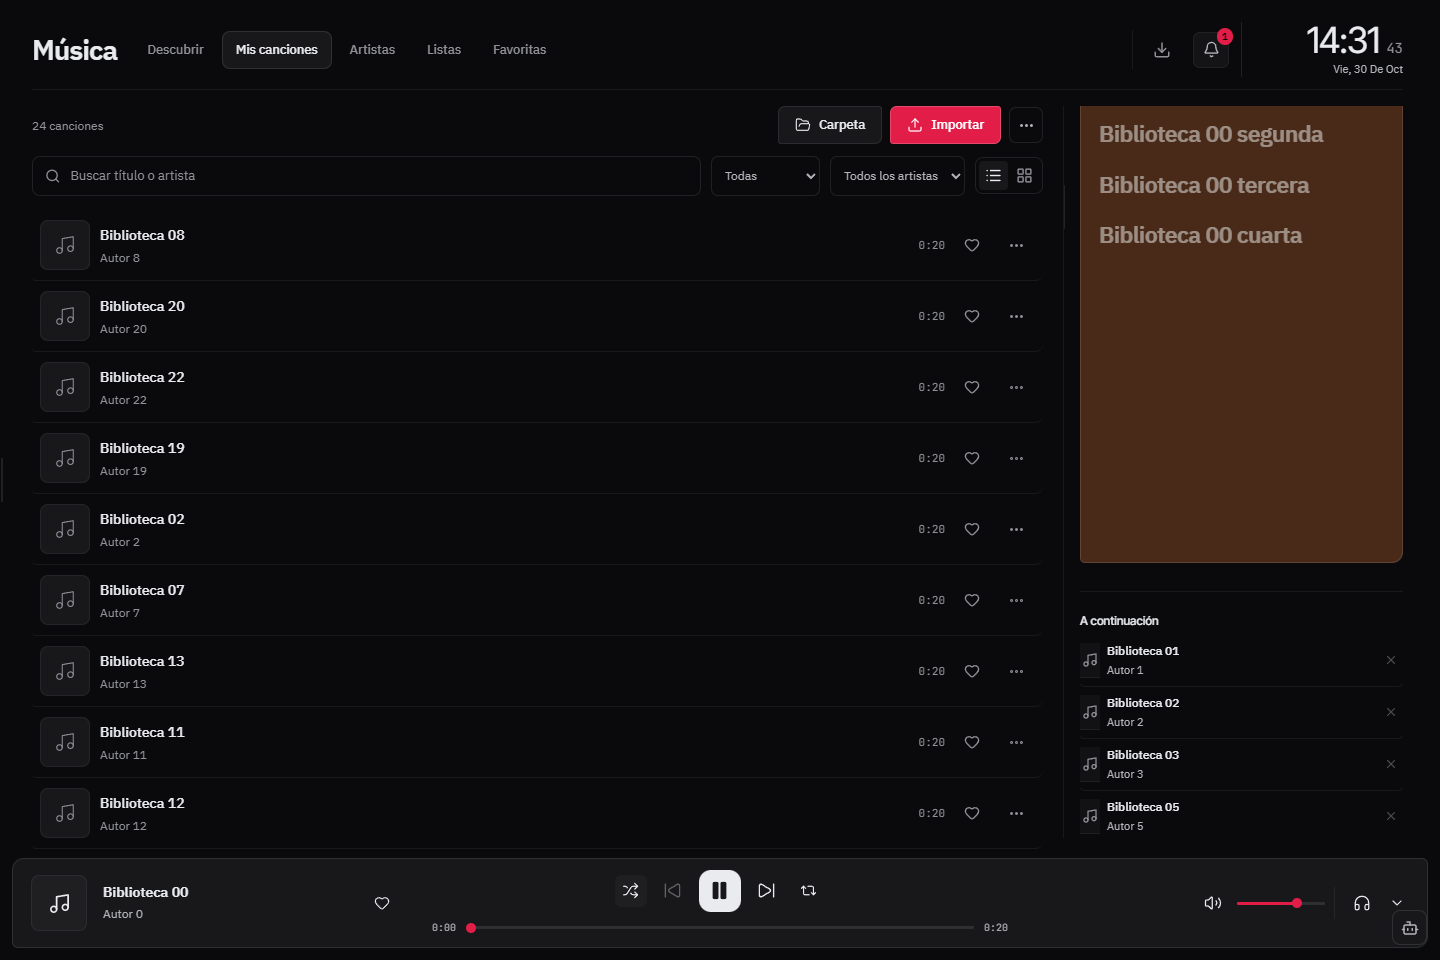 Música
Descubrir
Mis canciones
Artistas
Listas
Favoritas
1
14:31 43
Vie, 30 De Oct
24 canciones
Carpeta
Importar
Buscar título o artista
Todas
Todos los artistas
Biblioteca 08
Autor 8
0:20
Biblioteca 20
Autor 20
0:20
Biblioteca 22
Autor 22
0:20
Biblioteca 19
Autor 19
0:20
Biblioteca 02
Autor 2
0:20
Biblioteca 07
Autor 7
0:20
Biblioteca 13
Autor 13
0:20
Biblioteca 11
Autor 11
0:20
Biblioteca 12
Autor 12
0:20
Biblioteca 00 segunda
Biblioteca 00 tercera
Biblioteca 00 cuarta
A continuación
Biblioteca 01
Autor 1
Biblioteca 02
Autor 2
Biblioteca 03
Autor 3
Biblioteca 05
Autor 5
Biblioteca 00
Autor 0
0:00
0:20